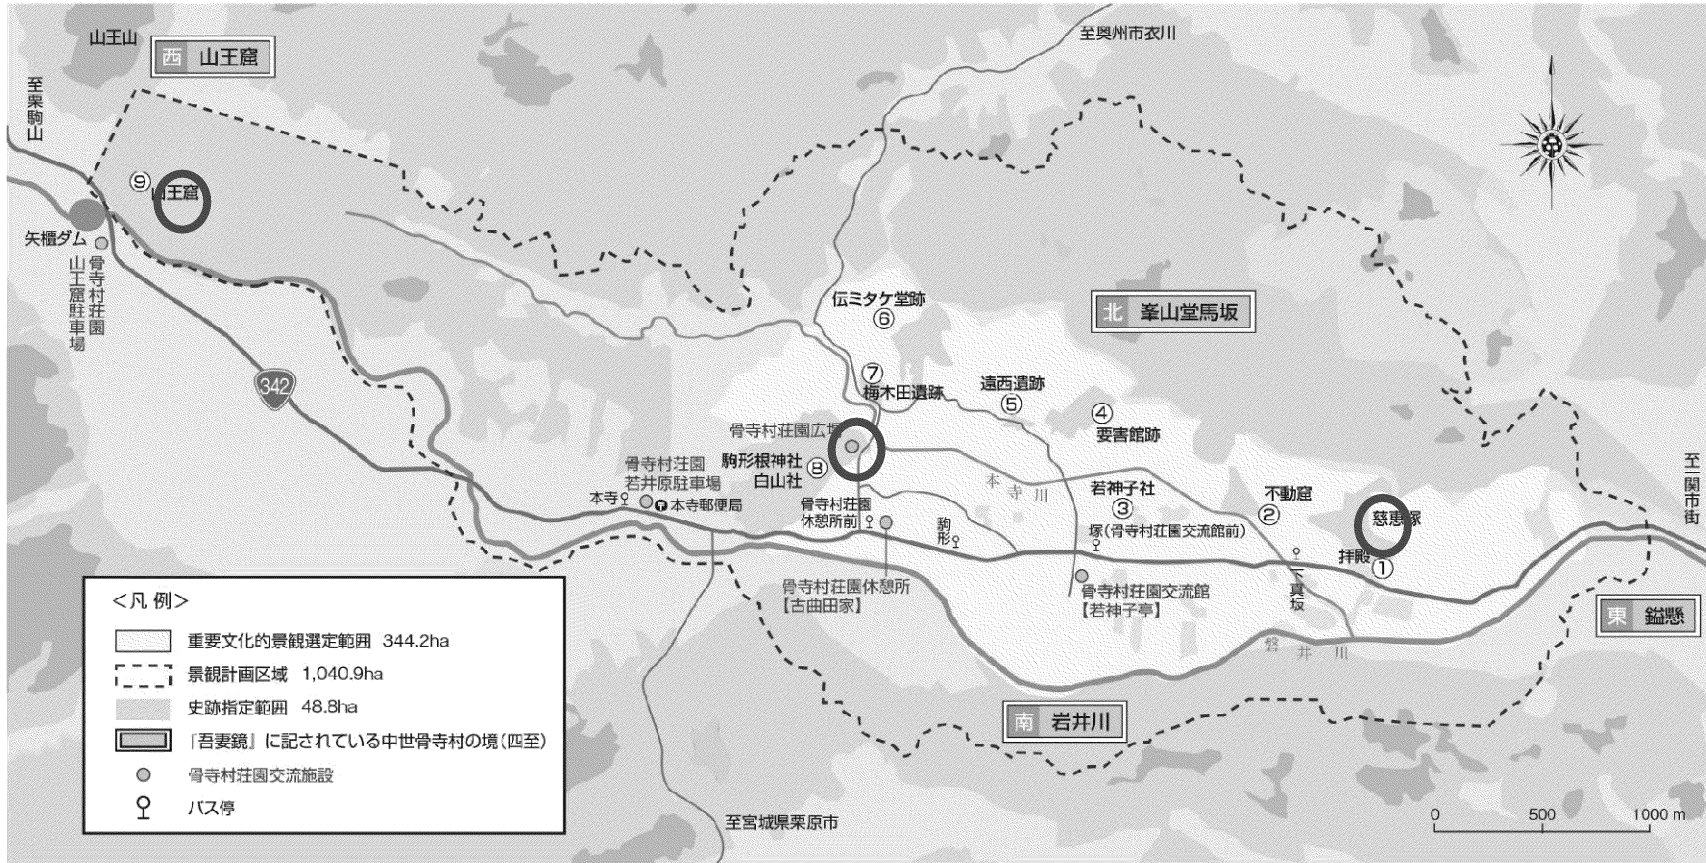 山王山
西 山王窟
至奥州市衣川
至栗駒山
⑨
山王窟
矢櫃ダム
骨寺村荘園
山王窟駐車場
342
伝ミタケ堂跡
⑥
北 峯山堂馬坂
⑦
梅木田遺跡
遠西遺跡
⑤
④
要害館跡
骨寺村荘園広場
駒形根神社
白山社
⑧
骨寺村荘園
若井原駐車場
本寺
本寺郵便局
骨寺村荘園
休憩所前
駒形
本寺川
若神子社
③
塚(骨寺村荘園交流館前)
不動窟
②
慈恵塚
拝殿
①
至一関市街
骨寺村荘園休憩所
【古曲田家】
骨寺村荘園交流館
【若神子亭】
下真坂
東 鎰懸
磐井川
南 岩井川
至宮城県栗原市
<凡例>
重要文化的景観選定範囲 344.2ha
景観計画区域 1,040.9ha
史跡指定範囲 48.8ha
『吾妻鏡』に記されている中世骨寺村の境(四至)
骨寺村荘園交流施設
バス停
0 500 1000 m